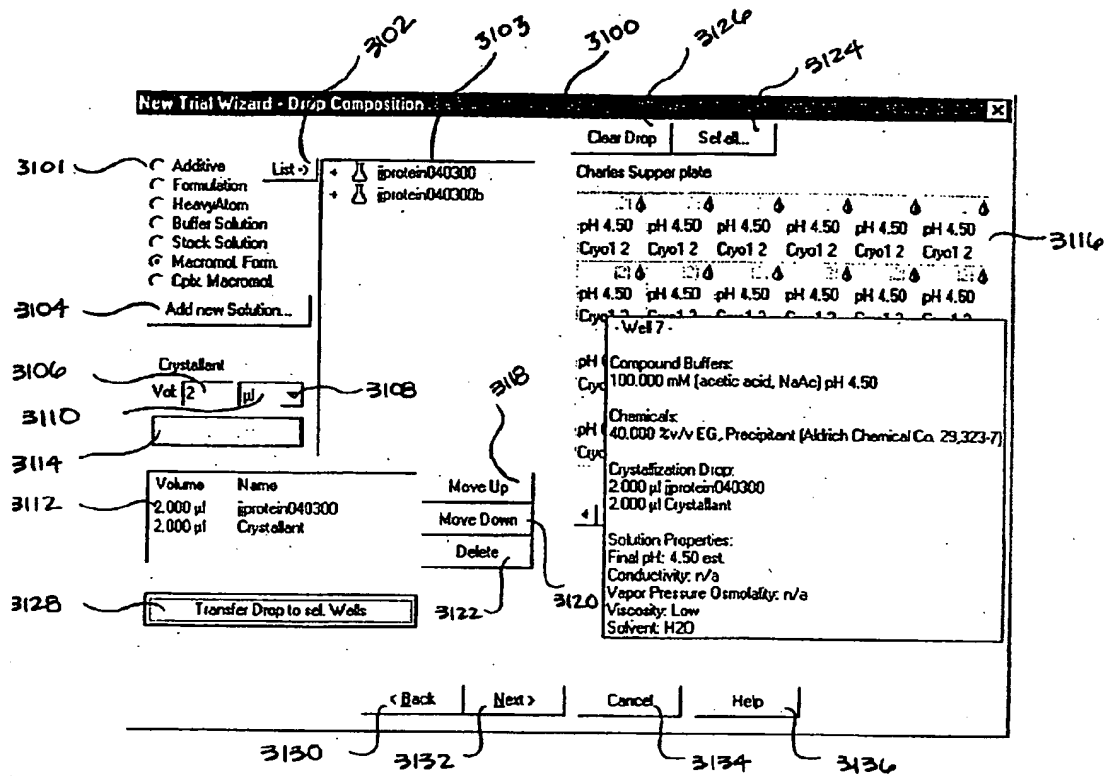 3102
3103
3100
3126
3124
New Trial Wizard - Drop Composition
Clear Drop
Sel. all...
3101
Additive
List ->
Formulation
HeavyAtom
Buffer Solution
Stock Solution
Macromol. Form.
Cplx. Macromol.
jjprotein040300
jjprotein040300b
Charles Supper plate
pH 4.50 pH 4.50 pH 4.50 pH 4.50 pH 4.50 pH 4.50
Cryo1 2 Cryo1 2 Cryo1 2 Cryo1 2 Cryo1 2 Cryo1 2
3116
pH 4.50 pH 4.50 pH 4.50 pH 4.50 pH 4.50 pH 4.50
3104
Add new Solution...
3106
Crystallant
Vol: 2 µl
3108
3110
3114
3118
- Well 7 -
Compound Buffers:
100.000 mM (acetic acid, NaAc) pH 4.50
Chemicals:
40.000 %v/v EG, Precipitant (Aldrich Chemical Co. 29,323-7)
Crystallization Drop:
2.000 µl jjprotein040300
2.000 µl Crystallant
Solution Properties:
Final pH: 4.50 est.
Conductivity: n/a
Vapor Pressure Osmolality: n/a
Viscosity: Low
Solvent: H2O
3112
Volume Name
2.000 µl jjprotein040300
2.000 µl Crystallant
Move Up
Move Down
Delete
3120
3122
3128
Transfer Drop to sel. Wells
< Back
Next >
Cancel
Help
3130
3132
3134
3136